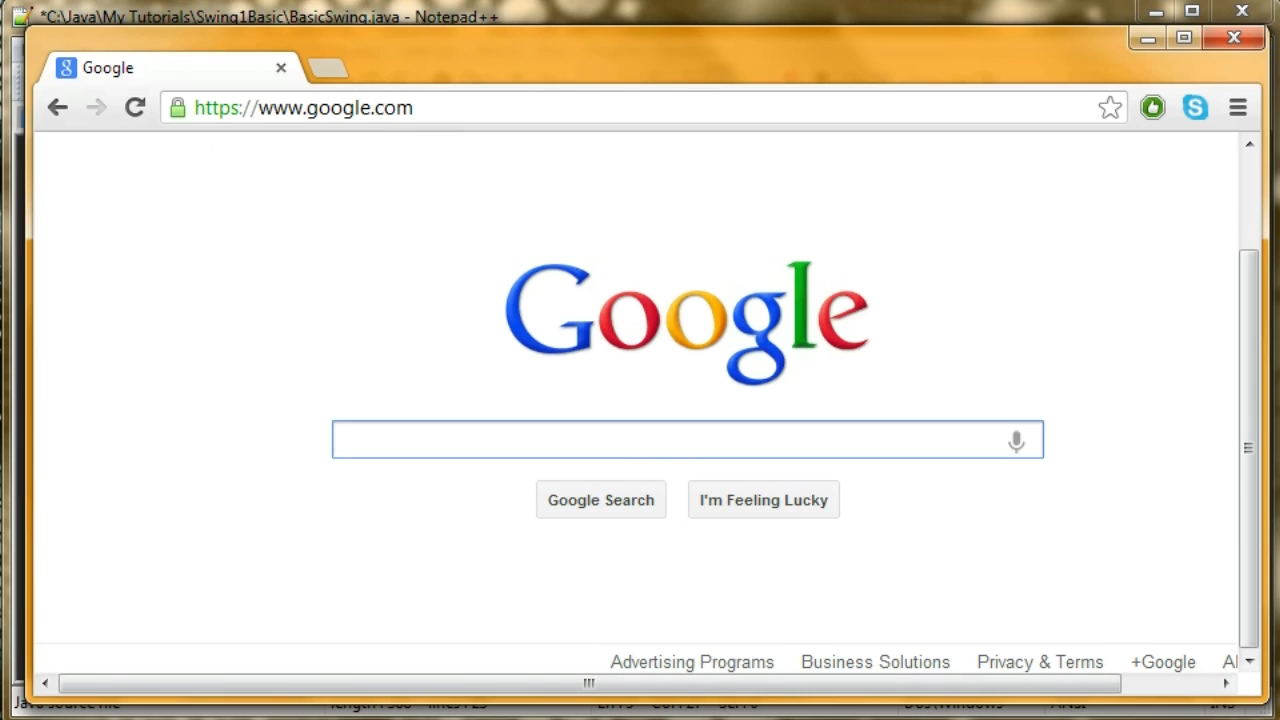 *C:\Java\My Tutorials\Swing1Basic\BasicSwing.java - Notepad++
Google
https://www.google.com
Google
Google Search
I'm Feeling Lucky
Advertising Programs Business Solutions Privacy & Terms +Google